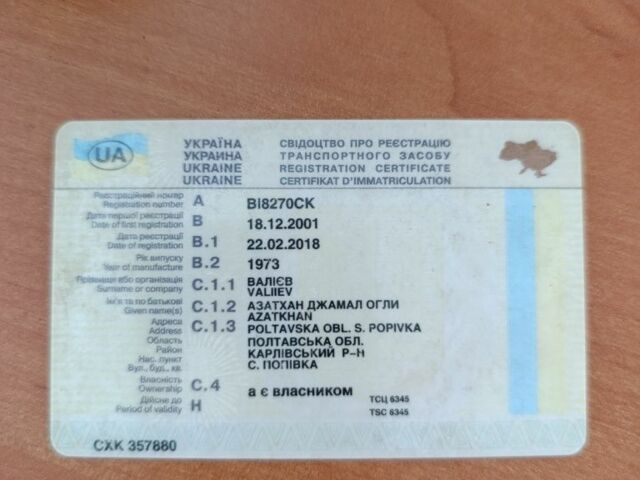 UA
УКРАЇНА СВІДОЦТВО ПРО РЕЄСТРАЦІЮ
УКРАИНА ТРАНСПОРТНОГО ЗАСОБУ
UKRAINE REGISTRATION CERTIFICATE
UKRAINE CERTIFIKAT D'IMMATRICULATION
Реєстраційний номер
Registration number A BI8270CK
Дата першої реєстрації
Date of first registration B 18.12.2001
Дата реєстрації
Date of registration B.1 22.02.2018
Рік випуску
Year of manufacture B.2 1973
Прізвище або організація
Surname or company C.1.1 ВАЛІЄВ
VALIIEV
Ім'я та по батькові
Given name(s) C.1.2 АЗАТХАН ДЖАМАЛ ОГЛИ
AZATKHAN
Адреса
Address C.1.3 POLTAVSKA OBL. S. POPIVKA
Область ПОЛТАВСЬКА ОБЛ.
Район КАРЛІВСЬКИЙ Р-Н
Нас. пункт С. ПОПІВКА
Вул., буд., кв.
Власність
Ownership C.4 а є власником
Дійсне до ТСЦ 6345
Period of validity H TSC 6345
СХК 357880